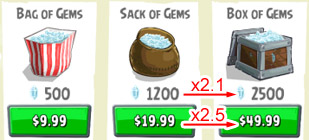 BAG OF GEMS SACK OF GEMS BOX OF GEMS
500 1200 x2.1 2500
$9.99 $19.99 x2.5 $49.99